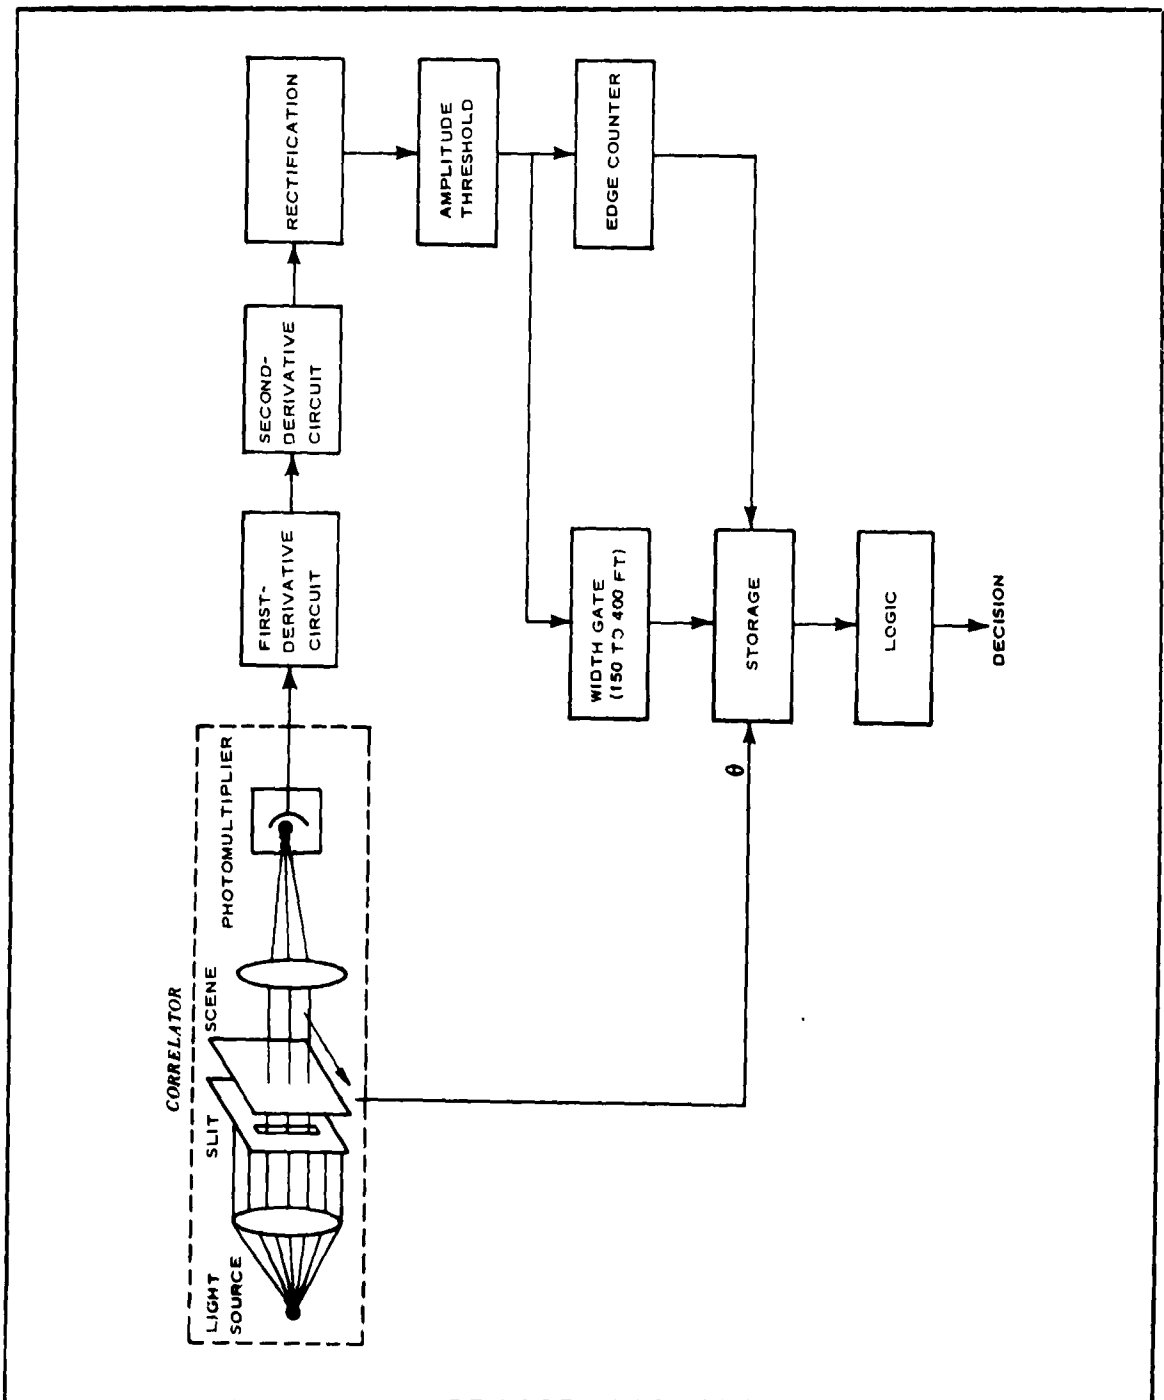 CORRELATOR
LIGHT
SOURCE
SLIT
SCENE
PHOTOMULTIPLIER
FIRST-
DERIVATIVE
CIRCUIT
SECOND-
DERIVATIVE
CIRCUIT
RECTIFICATION
AMPLITUDE
THRESHOLD
EDGE COUNTER
WIDTH GATE
(150 TO 400 FT)
θ
STORAGE
LOGIC
DECISION